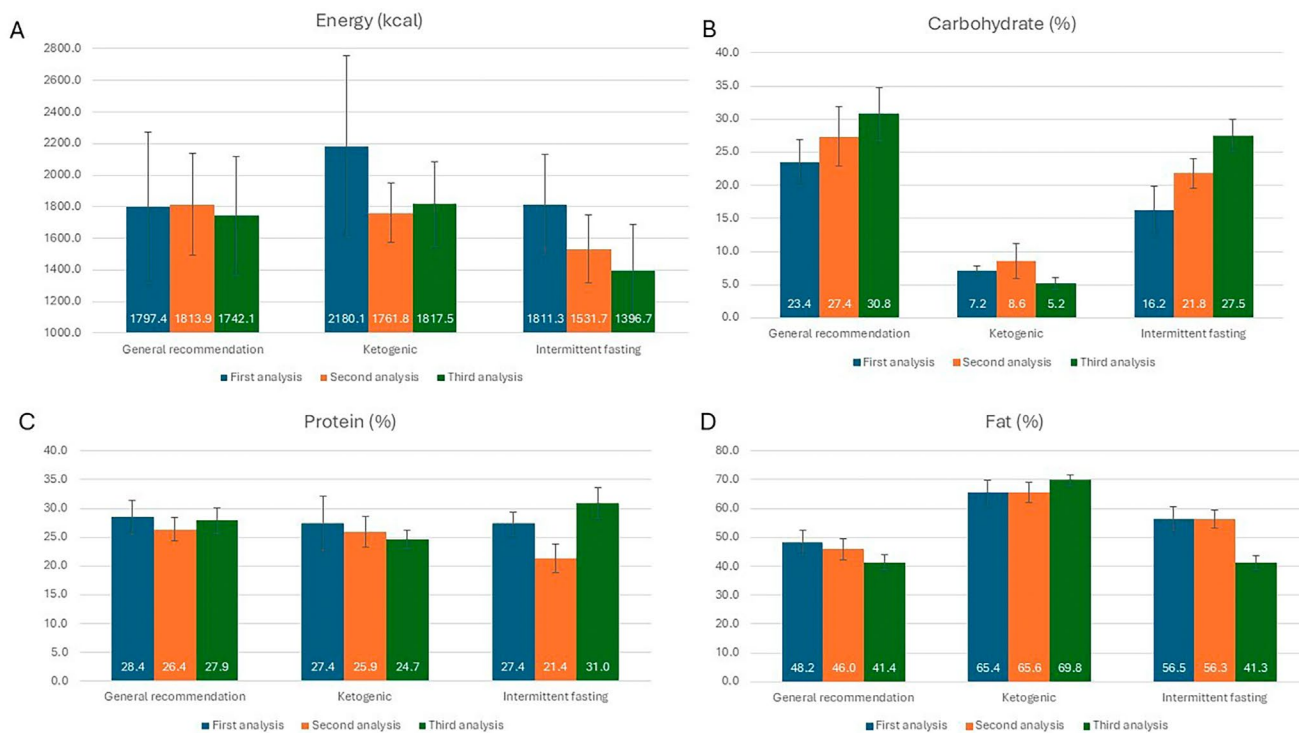 A
Energy (kcal)
2800.0
2600.0
2400.0
2200.0
2000.0
1800.0
1600.0
1400.0
1200.0
1000.0
1797.4 1813.9 1742.1 2180.1 1761.8 1817.5 1811.3 1531.7 1396.7
General recommendation Ketogenic Intermittent fasting
First analysis Second analysis Third analysis
B
Carbohydrate (%)
40.0
35.0
30.0
25.0
20.0
15.0
10.0
5.0
0.0
23.4 27.4 30.8 7.2 8.6 5.2 16.2 21.8 27.5
General recommendation Ketogenic Intermittent fasting
First analysis Second analysis Third analysis
C
Protein (%)
40.0
35.0
30.0
25.0
20.0
15.0
10.0
5.0
0.0
28.4 26.4 27.9 27.4 25.9 24.7 27.4 21.4 31.0
General recommendation Ketogenic Intermittent fasting
First analysis Second analysis Third analysis
D
Fat (%)
80.0
70.0
60.0
50.0
40.0
30.0
20.0
10.0
0.0
48.2 46.0 41.4 65.4 65.6 69.8 56.5 56.3 41.3
General recommendation Ketogenic Intermittent fasting
First analysis Second analysis Third analysis